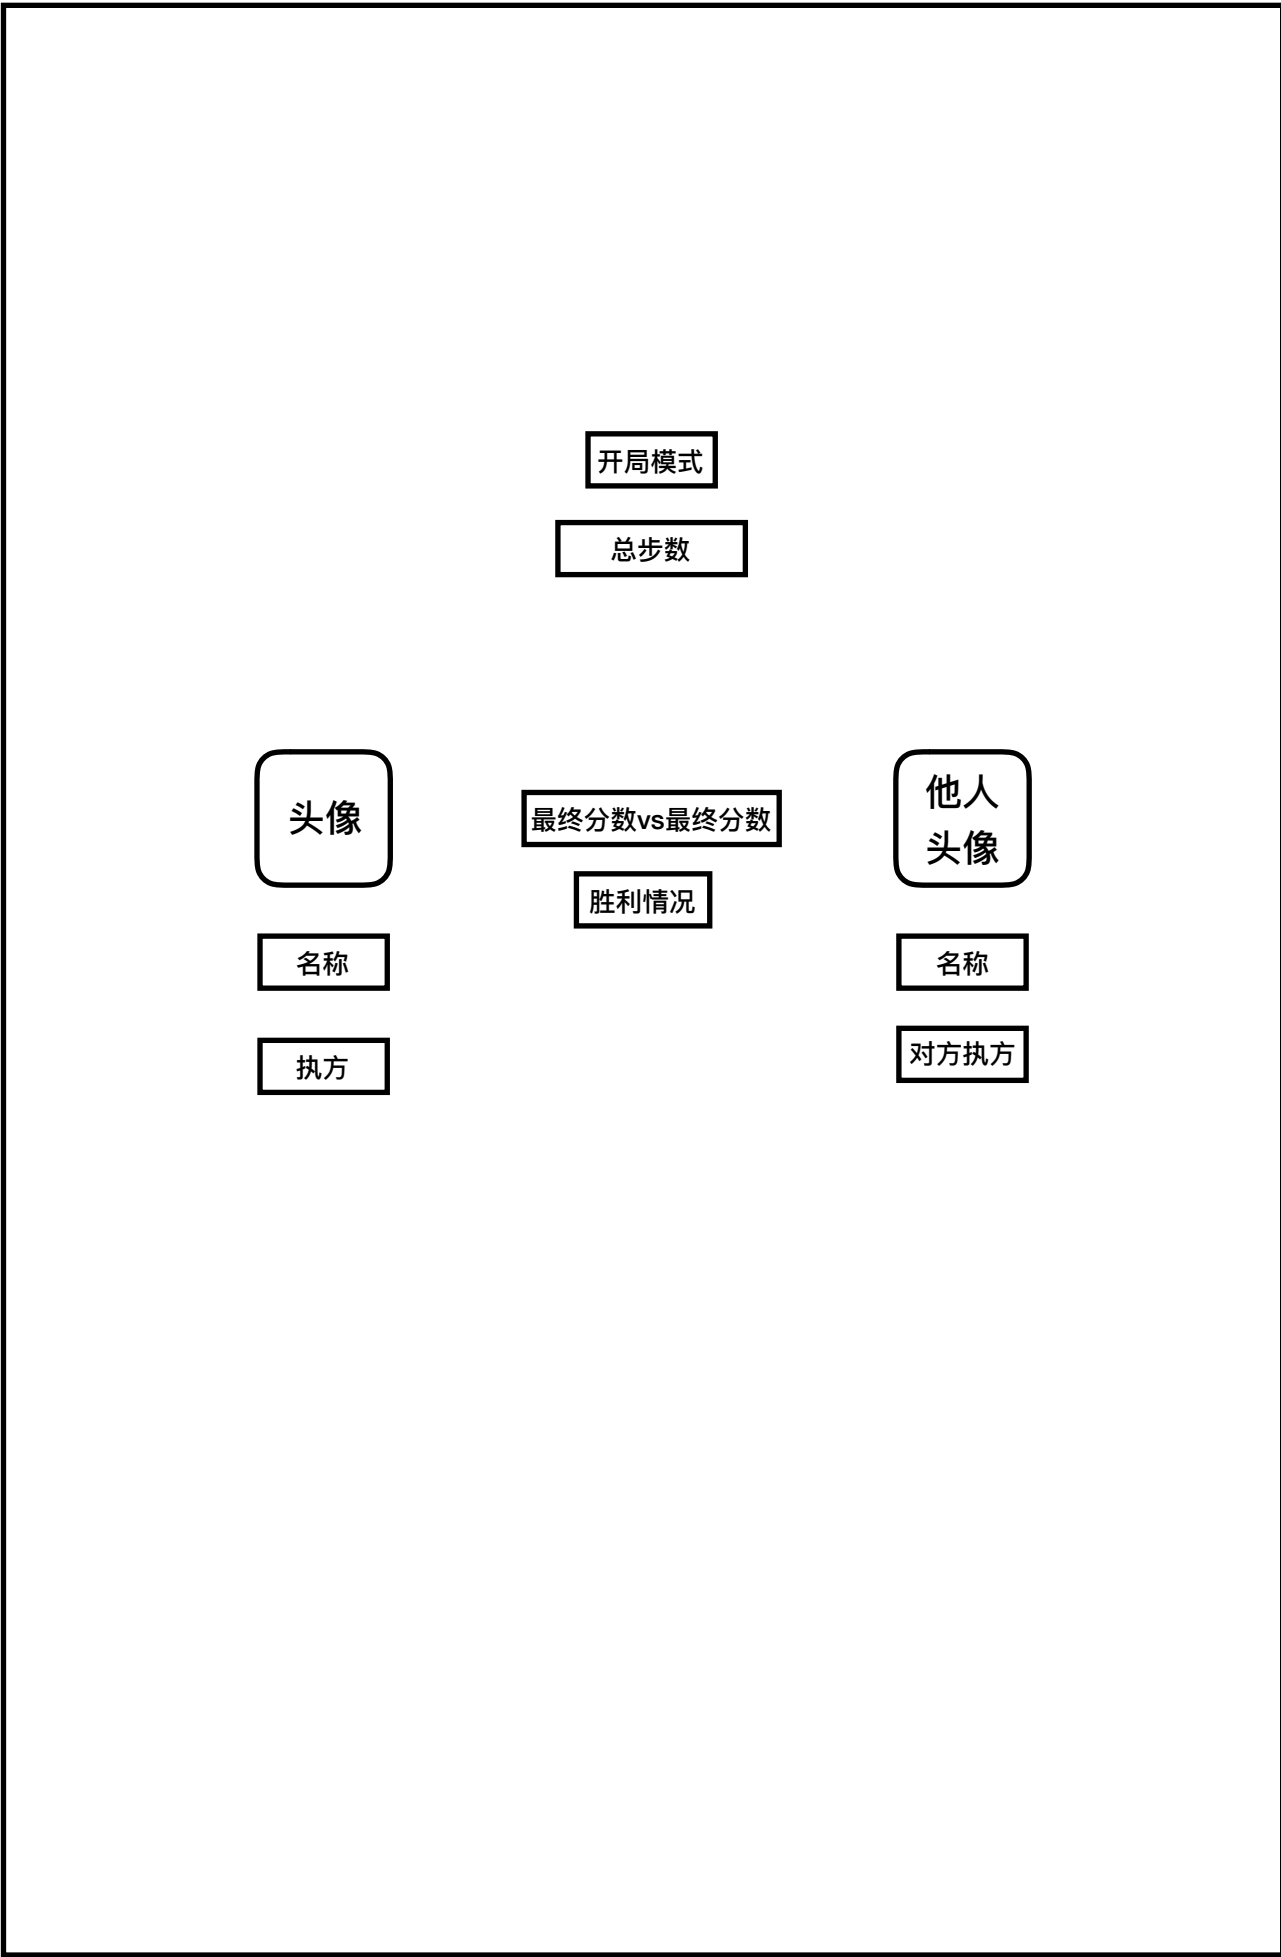 开局模式
总步数
头像
最终分数vs最终分数
他人
头像
胜利情况
名称
名称
执方
对方执方